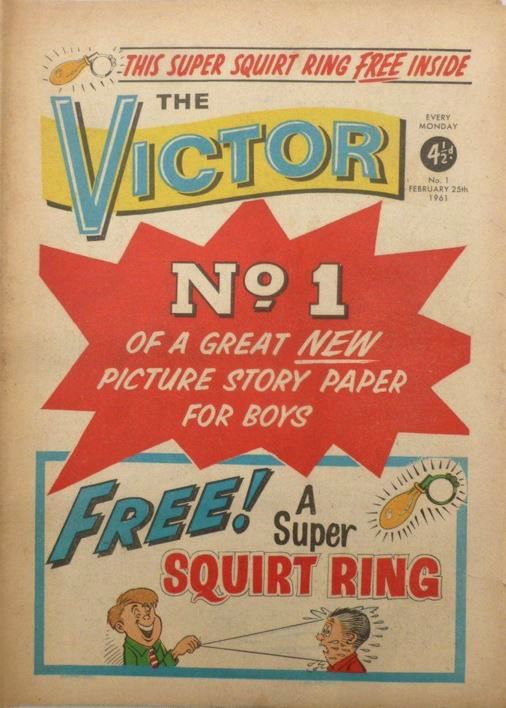 THIS SUPER SQUIRT RING FREE INSIDE
THE
VICTOR
EVERY
MONDAY
4½d.
No. 1
FEBRUARY 25th
1961
No 1
OF A GREAT NEW
PICTURE STORY PAPER
FOR BOYS
FREE!
A
Super
SQUIRT RING